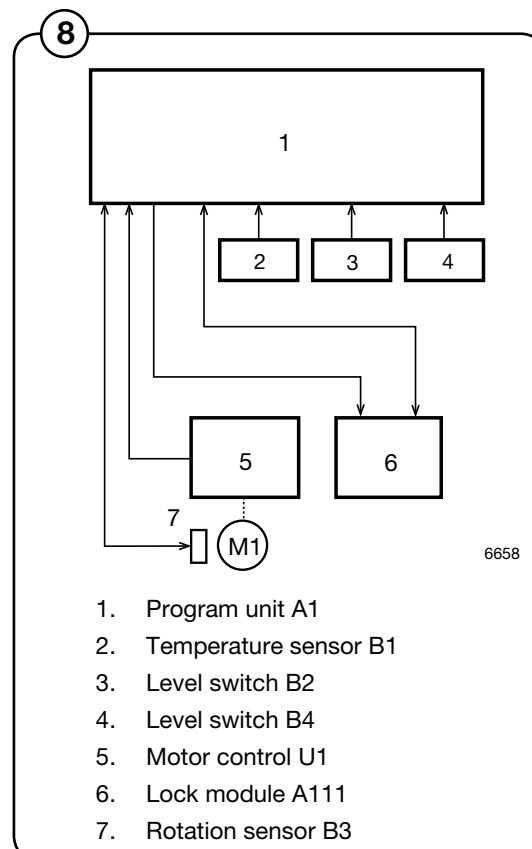 8
1
2
3
4
5
6
7
M1
6658
1. Program unit A1
2. Temperature sensor B1
3. Level switch B2
4. Level switch B4
5. Motor control U1
6. Lock module A111
7. Rotation sensor B3